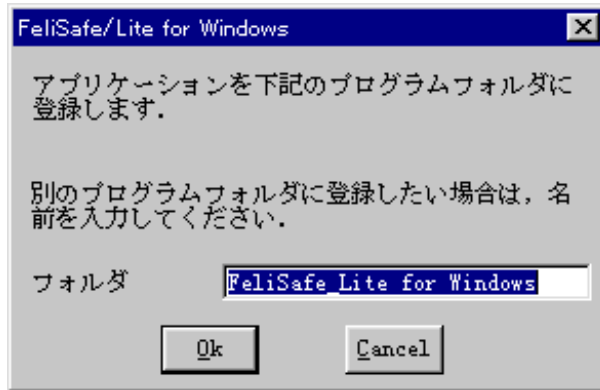 FeliSafe/Lite for Windows
アプリケーションを下記のプログラムフォルダに
登録します．
別のプログラムフォルダに登録したい場合は，名
前を入力してください．
フォルダ FeliSafe_Lite for Windows
Ok Cancel